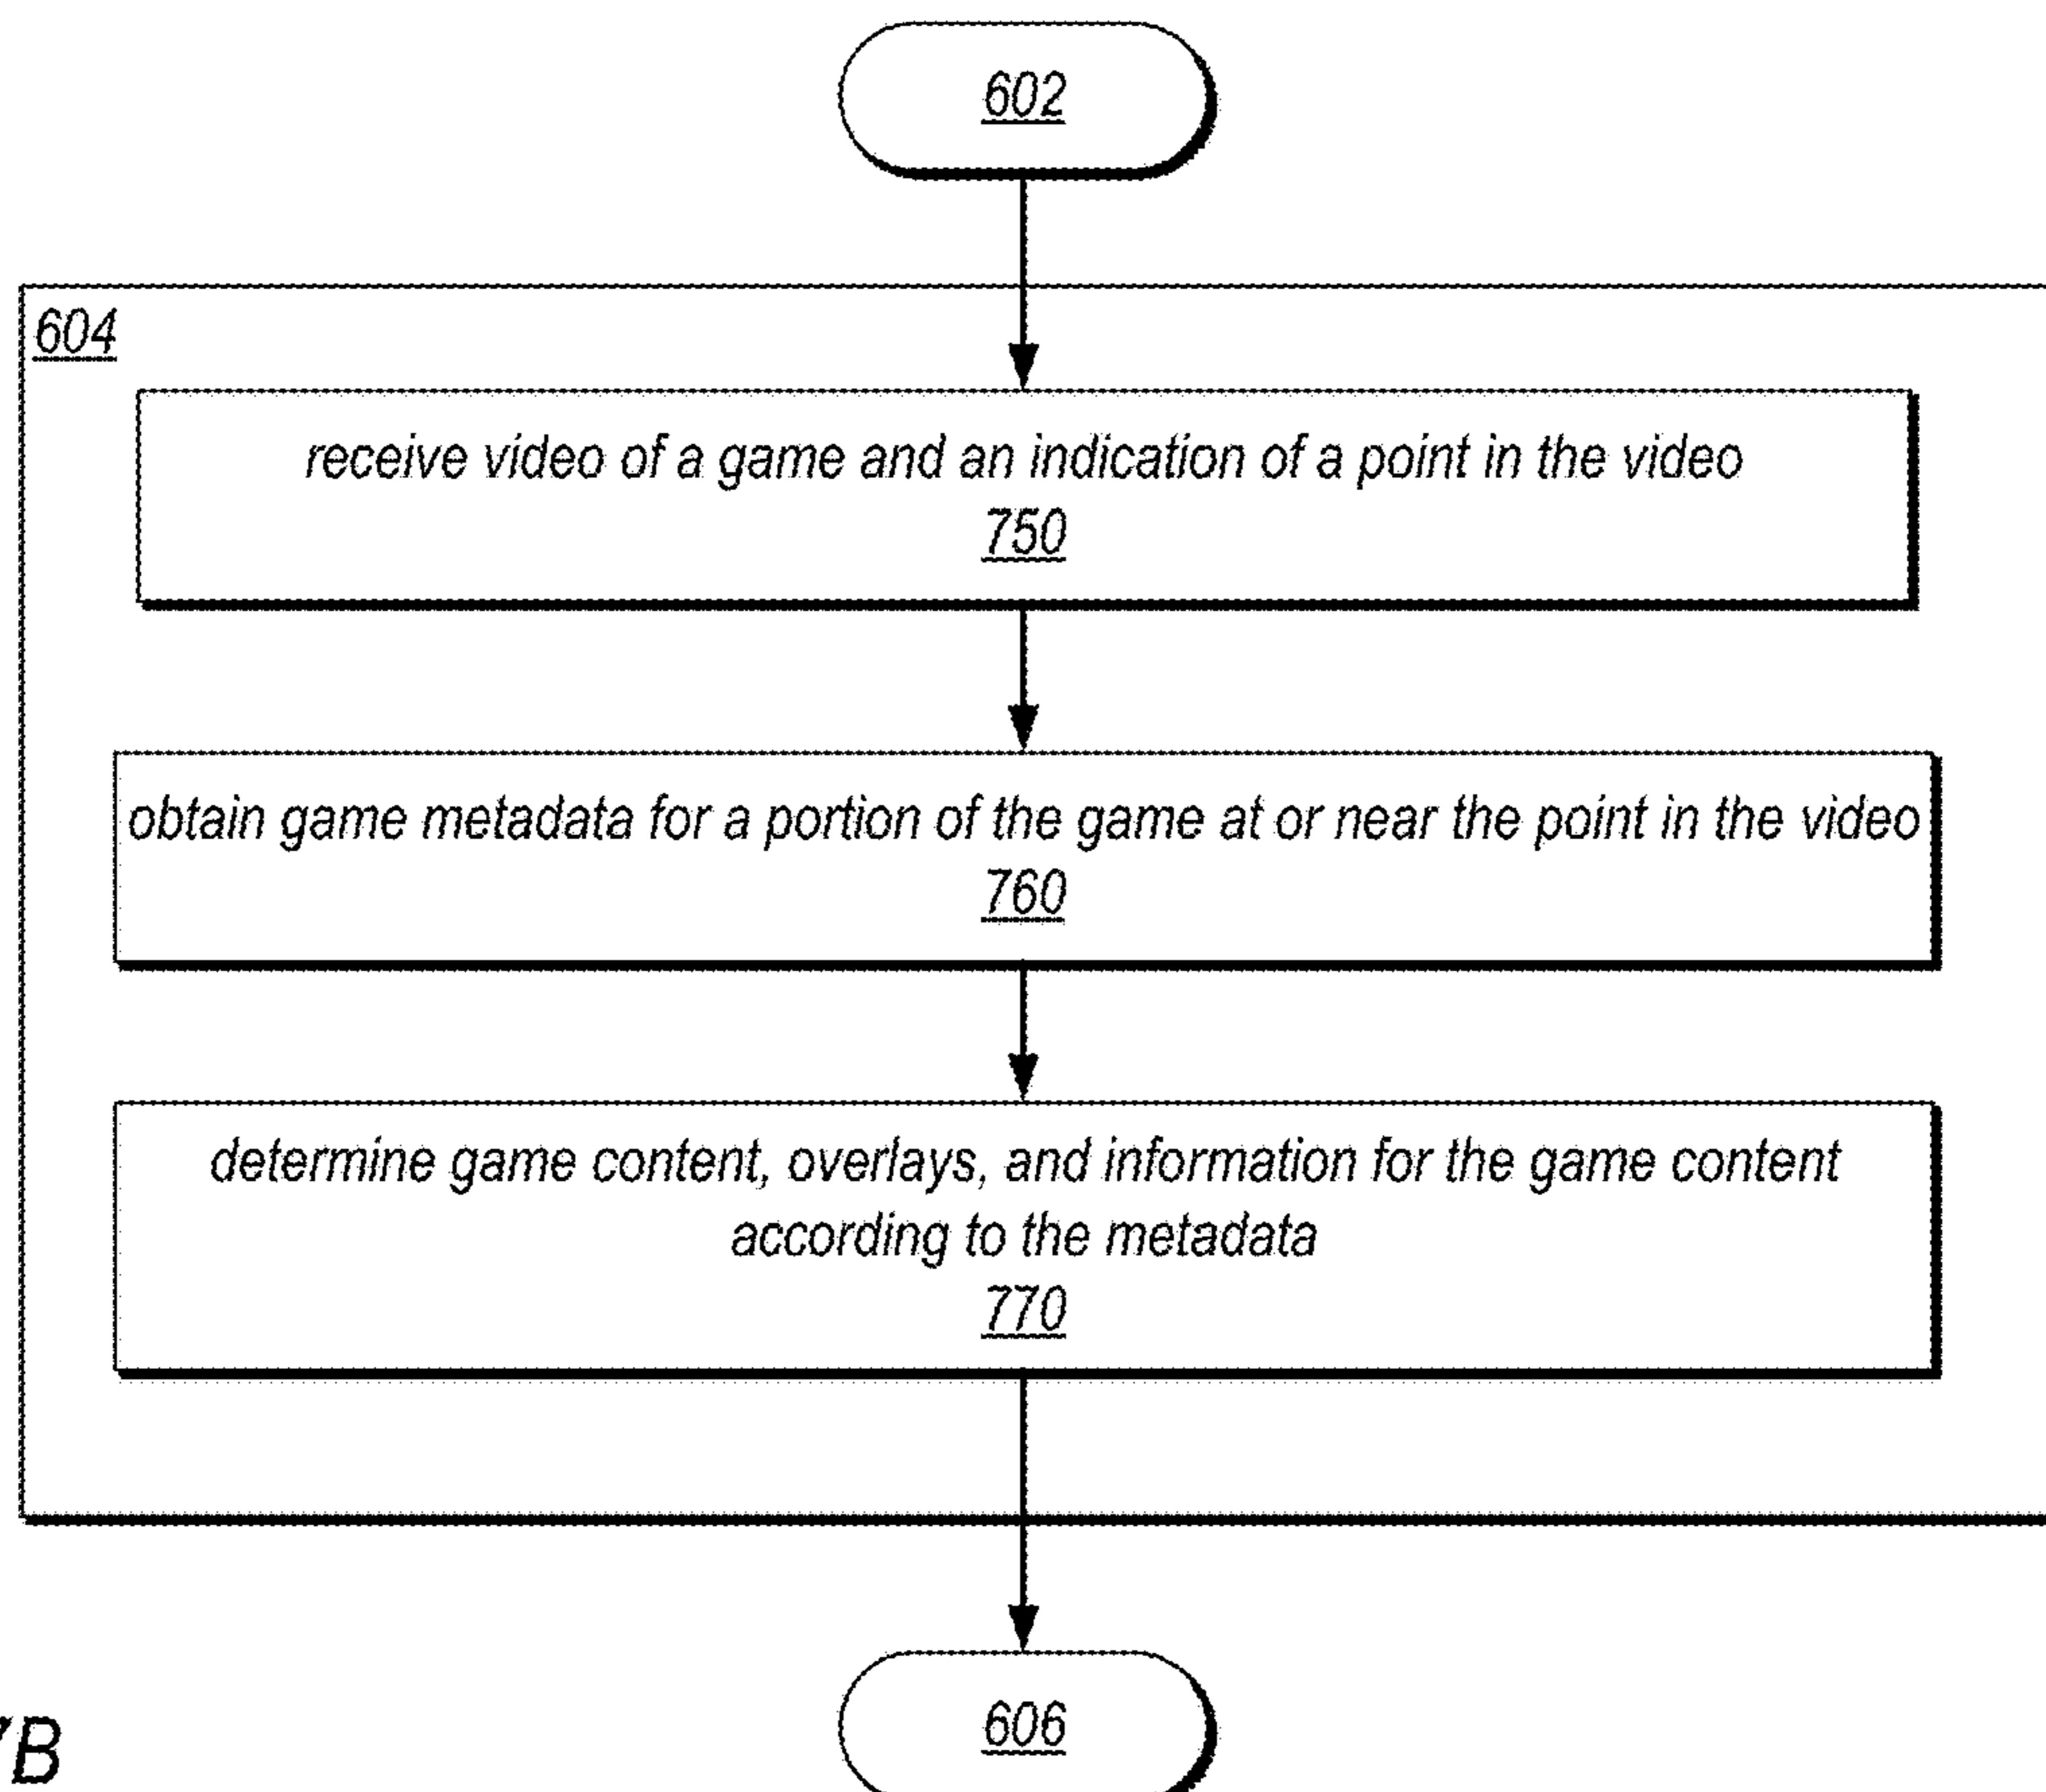 602
604
receive video of a game and an indication of a point in the video
750
obtain game metadata for a portion of the game at or near the point in the video
760
determine game content, overlays, and information for the game content
according to the metadata
770
606
7B